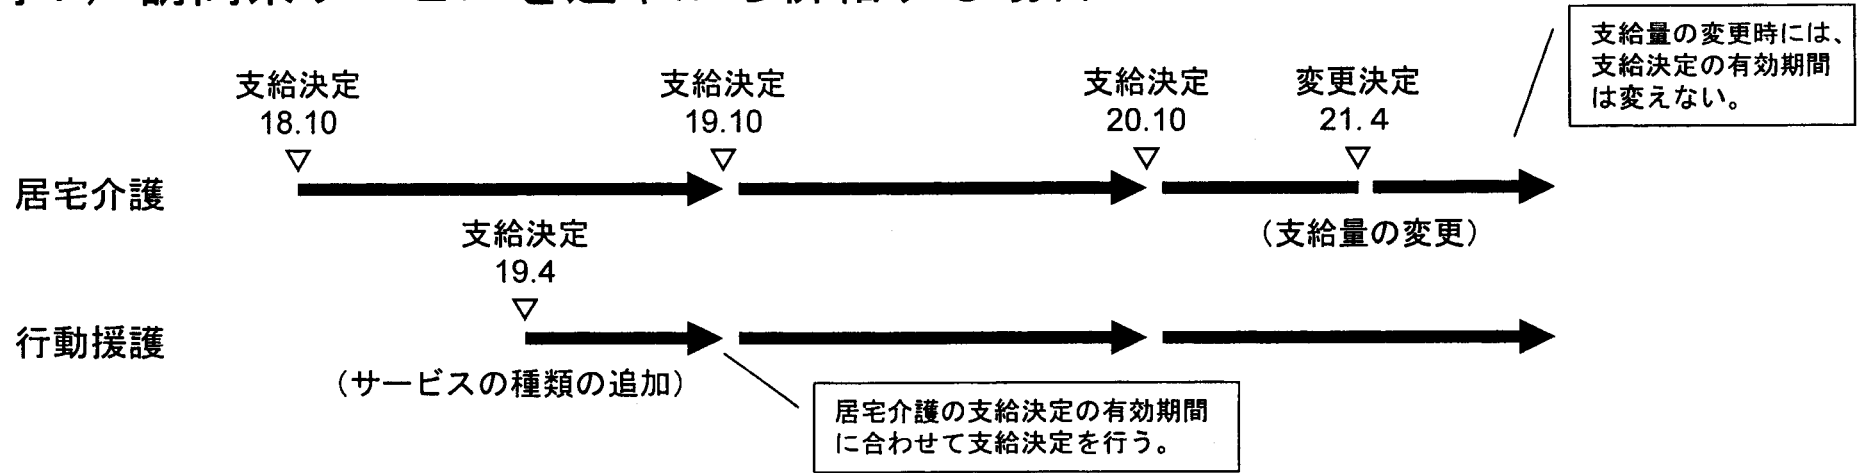 支給量の変更時には、
支給決定の有効期間
は変えない。
支給決定
18.10
支給決定
19.10
支給決定
20.10
変更決定
21.4
居宅介護
(支給量の変更)
支給決定
19.4
行動援護
(サービスの種類の追加)
居宅介護の支給決定の有効期間
に合わせて支給決定を行う。